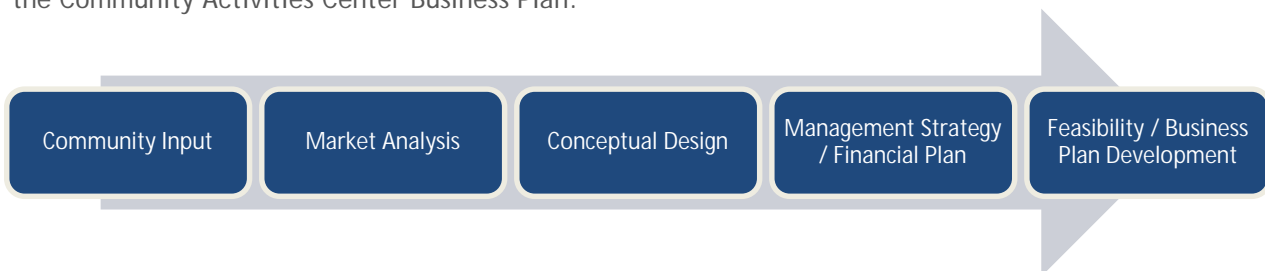 the Community Activities Center Business Plan.
Community Input
Market Analysis
Conceptual Design
Management Strategy
/ Financial Plan
Feasibility / Business
Plan Development